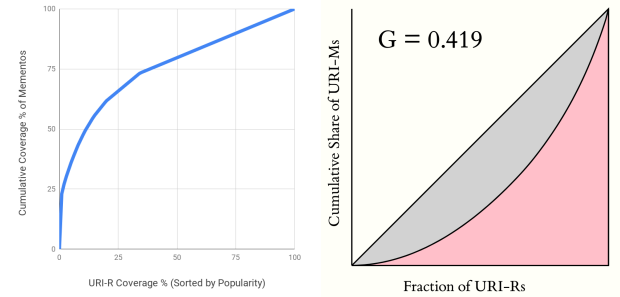 100
75
50
25
0
0
25
50
75
100
Cumulative Coverage % of Mementos
URI-R Coverage % (Sorted by Popularity)
G = 0.419
Cumulative Share of URI-Ms
Fraction of URI-Rs